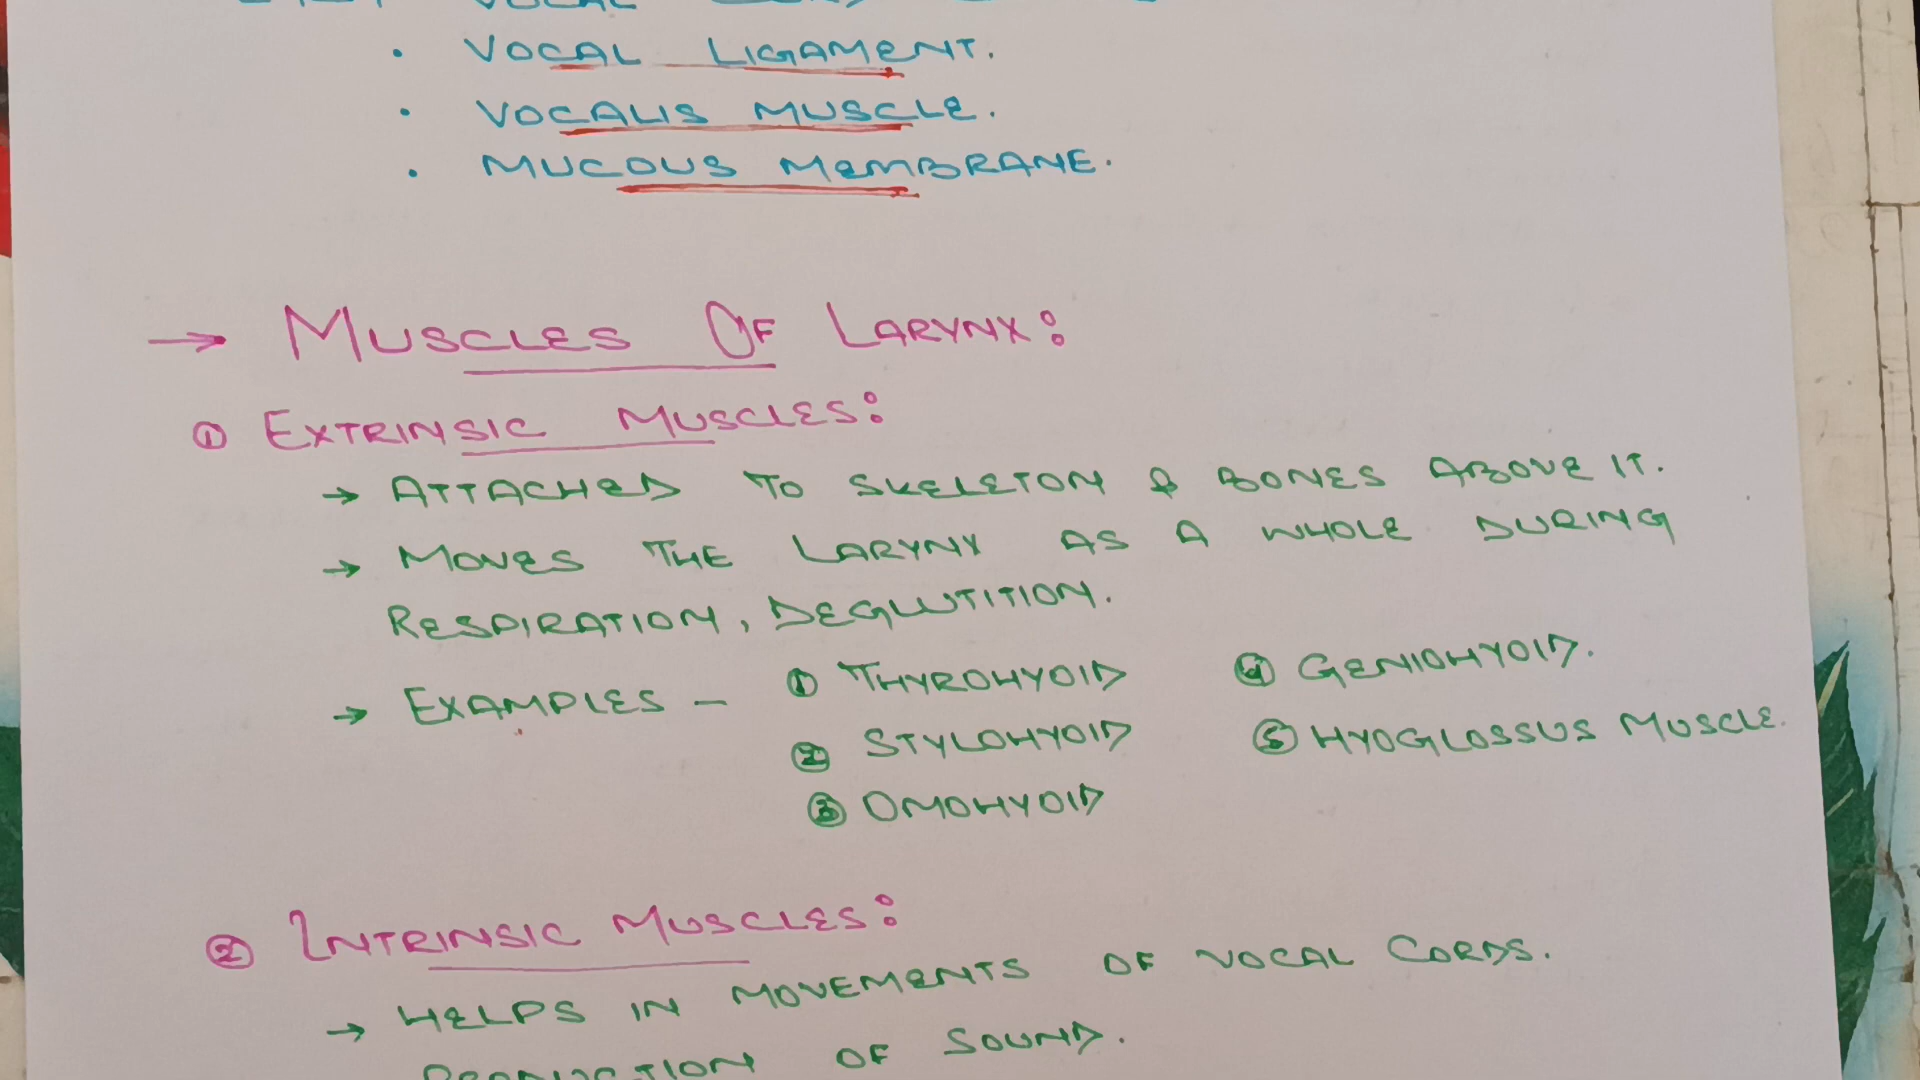 VOCAL
• VOCAL LIGAMENT.
• VOCALIS MUSCLE.
• MUCOUS MEMBRANE.
→ MUSCLES OF LARYNX:
① EXTRINSIC MUSCLES:
→ ATTACHED TO SKELETON & BONES ABOVE IT.
→ MOVES THE LARYNX AS A WHOLE DURING
RESPIRATION, DEGLUTITION.
→ EXAMPLES – ① THYROHYOID ④ GENIOHYOID.
② STYLOHYOID ⑤ HYOGLOSSUS MUSCLE.
③ OMOHYOID
② INTRINSIC MUSCLES:
→ HELPS IN MOVEMENTS OF VOCAL CORDS.
PRODUCTION OF SOUND.